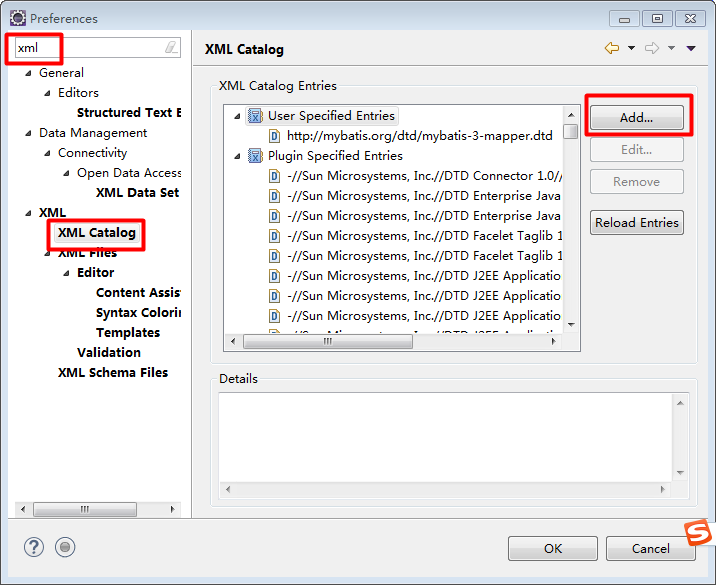 Preferences
xml
General
Editors
Structured Text E
Data Management
Connectivity
Open Data Access
XML Data Set
XML
XML Catalog
XML Files
Editor
Content Assis
Syntax Colorin
Templates
Validation
XML Schema Files
XML Catalog
XML Catalog Entries
User Specified Entries
http://mybatis.org/dtd/mybatis-3-mapper.dtd
Plugin Specified Entries
-//Sun Microsystems, Inc.//DTD Connector 1.0//
-//Sun Microsystems, Inc.//DTD Enterprise Java
-//Sun Microsystems, Inc.//DTD Enterprise Java
-//Sun Microsystems, Inc.//DTD Facelet Taglib 1
-//Sun Microsystems, Inc.//DTD Facelet Taglib 1
-//Sun Microsystems, Inc.//DTD J2EE Applicatio
-//Sun Microsystems, Inc.//DTD J2EE Applicatio
-//Sun Microsystems, Inc.//DTD J2EE Applicatio
Add...
Edit...
Remove
Reload Entries
Details
OK
Cancel